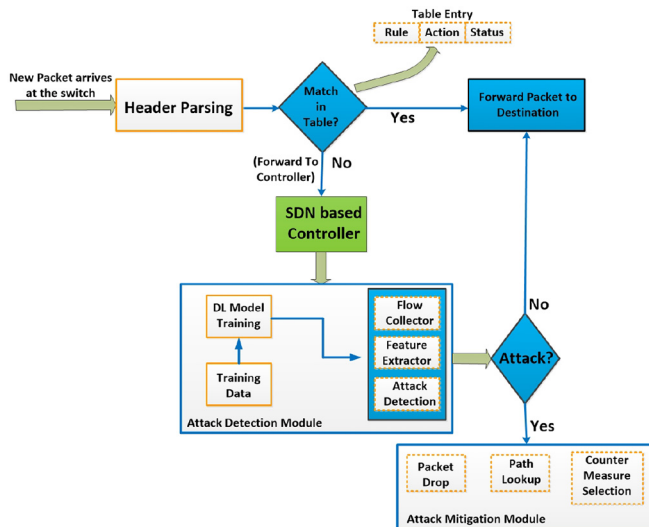 Table Entry
Rule
Action
Status
New Packet arrives
at the switch
Header Parsing
Match
in
Table?
Yes
Forward Packet to
Destination
(Forward To
Controller)
No
SDN based
Controller
DL Model
Training
Training
Data
Flow
Collector
Feature
Extractor
Attack
Detection
Attack Detection Module
Attack?
No
Yes
Packet
Drop
Path
Lookup
Counter
Measure
Selection
Attack Mitigation Module